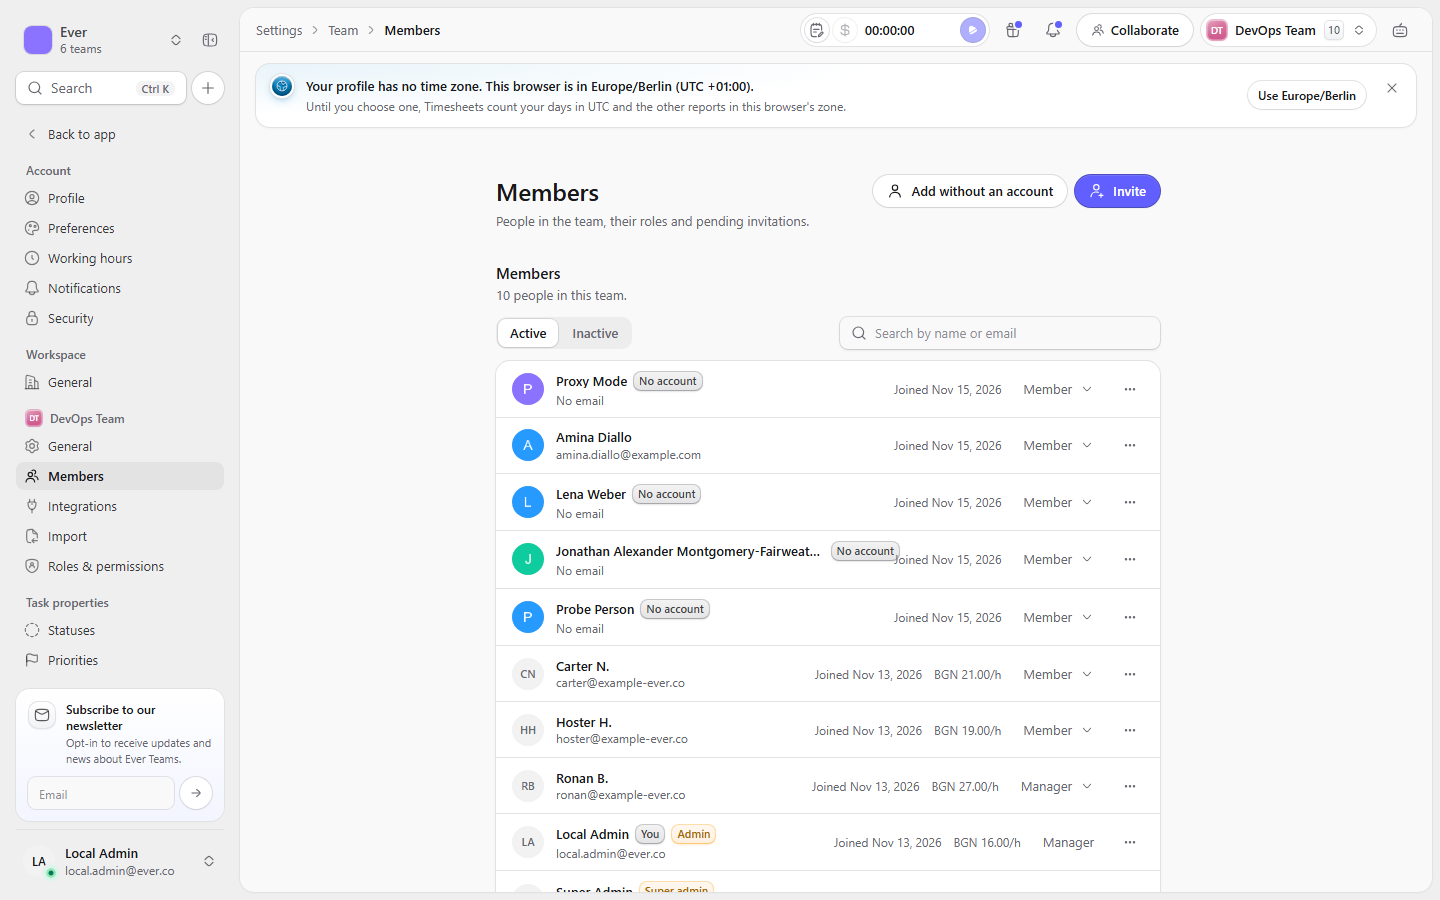 Ever
6 teams
Search
Ctrl K
Back to app
Account
Profile
Preferences
Working hours
Notifications
Security
Workspace
General
DT DevOps Team
General
Members
Integrations
Import
Roles & permissions
Task properties
Statuses
Priorities
Subscribe to our
newsletter
Opt-in to receive updates and
news about Ever Teams.
Email
LA
Local Admin
local.admin@ever.co
Settings > Team > Members
00:00:00
Collaborate
DT DevOps Team 10
Your profile has no time zone. This browser is in Europe/Berlin (UTC +01:00).
Until you choose one, Timesheets count your days in UTC and the other reports in this browser's zone.
Use Europe/Berlin
Members
People in the team, their roles and pending invitations.
Add without an account
Invite
Members
10 people in this team.
Active
Inactive
Search by name or email
P
Proxy Mode No account
No email
Joined Nov 15, 2026 Member
A
Amina Diallo
amina.diallo@example.com
Joined Nov 15, 2026 Member
L
Lena Weber No account
No email
Joined Nov 15, 2026 Member
J
Jonathan Alexander Montgomery-Fairweat... No account
No email
Joined Nov 15, 2026 Member
P
Probe Person No account
No email
Joined Nov 15, 2026 Member
CN
Carter N.
carter@example-ever.co
Joined Nov 13, 2026 BGN 21.00/h Member
HH
Hoster H.
hoster@example-ever.co
Joined Nov 13, 2026 BGN 19.00/h Member
RB
Ronan B.
ronan@example-ever.co
Joined Nov 13, 2026 BGN 27.00/h Manager
LA
Local Admin You Admin
local.admin@ever.co
Joined Nov 13, 2026 BGN 16.00/h Manager
Super Admin Super admin